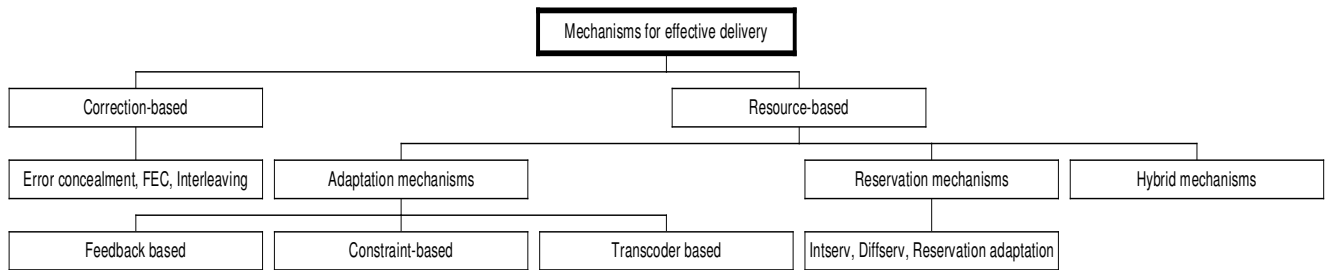 Mechanisms for effective delivery
Correction-based
Resource-based
Error concealment, FEC, Interleaving
Adaptation mechanisms
Reservation mechanisms
Hybrid mechanisms
Feedback based
Constraint-based
Transcoder based
Intserv, Diffserv, Reservation adaptation